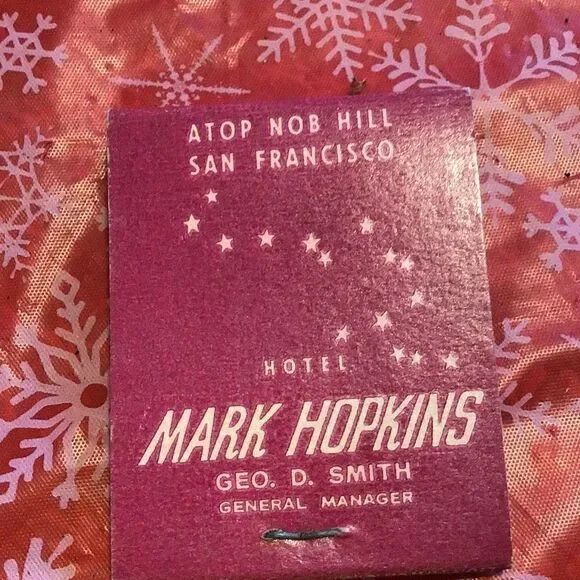 ATOP NOB HILL
SAN FRANCISCO
HOTEL
MARK HOPKINS
GEO. D. SMITH
GENERAL MANAGER